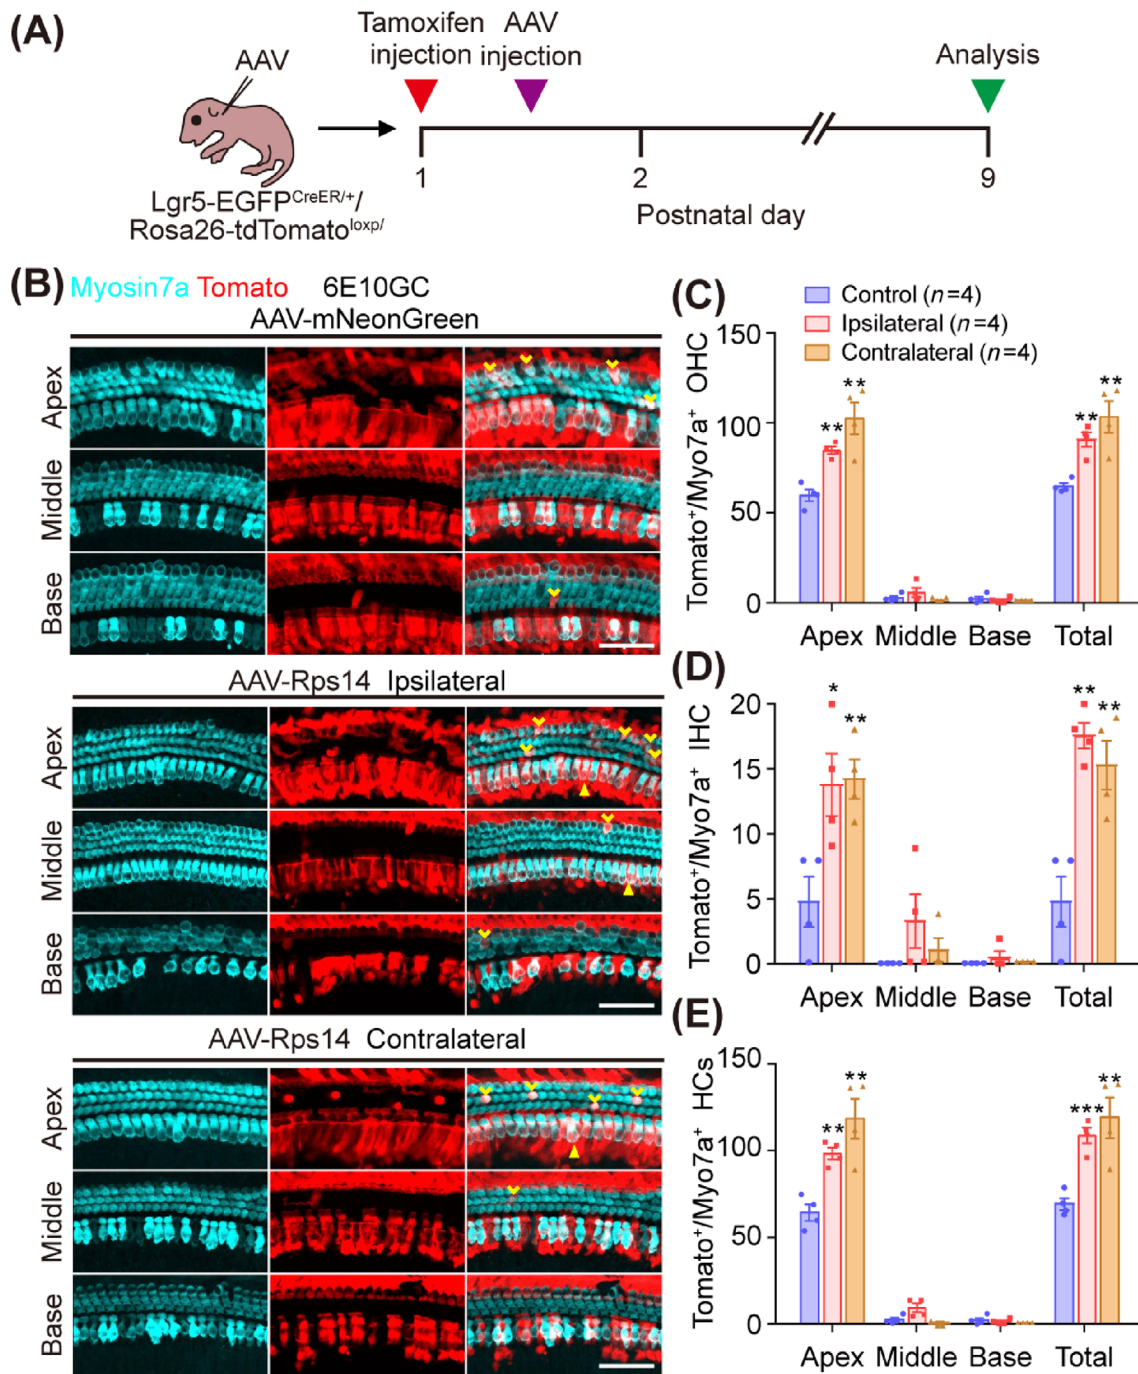 (A)
Tamoxifen injection
AAV injection
Analysis
AAV
1
2
9
Postnatal day
Lgr5-EGFP^CreER/+/
Rosa26-tdTomato^loxp/
(B)
Myosin7a Tomato 6E10GC
AAV-mNeonGreen
Apex
Middle
Base
AAV-Rps14 Ipsilateral
Apex
Middle
Base
AAV-Rps14 Contralateral
Apex
Middle
Base
(C)
Control (n=4)
Ipsilateral (n=4)
Contralateral (n=4)
Tomato⁺/Myo7a⁺ OHC
150
100
50
0
** ** ** **
Apex Middle Base Total
(D)
Tomato⁺/Myo7a⁺ IHC
20
15
10
5
0
* ** ** **
Apex Middle Base Total
(E)
Tomato⁺/Myo7a⁺ HCs
150
100
50
0
** ** *** **
Apex Middle Base Total